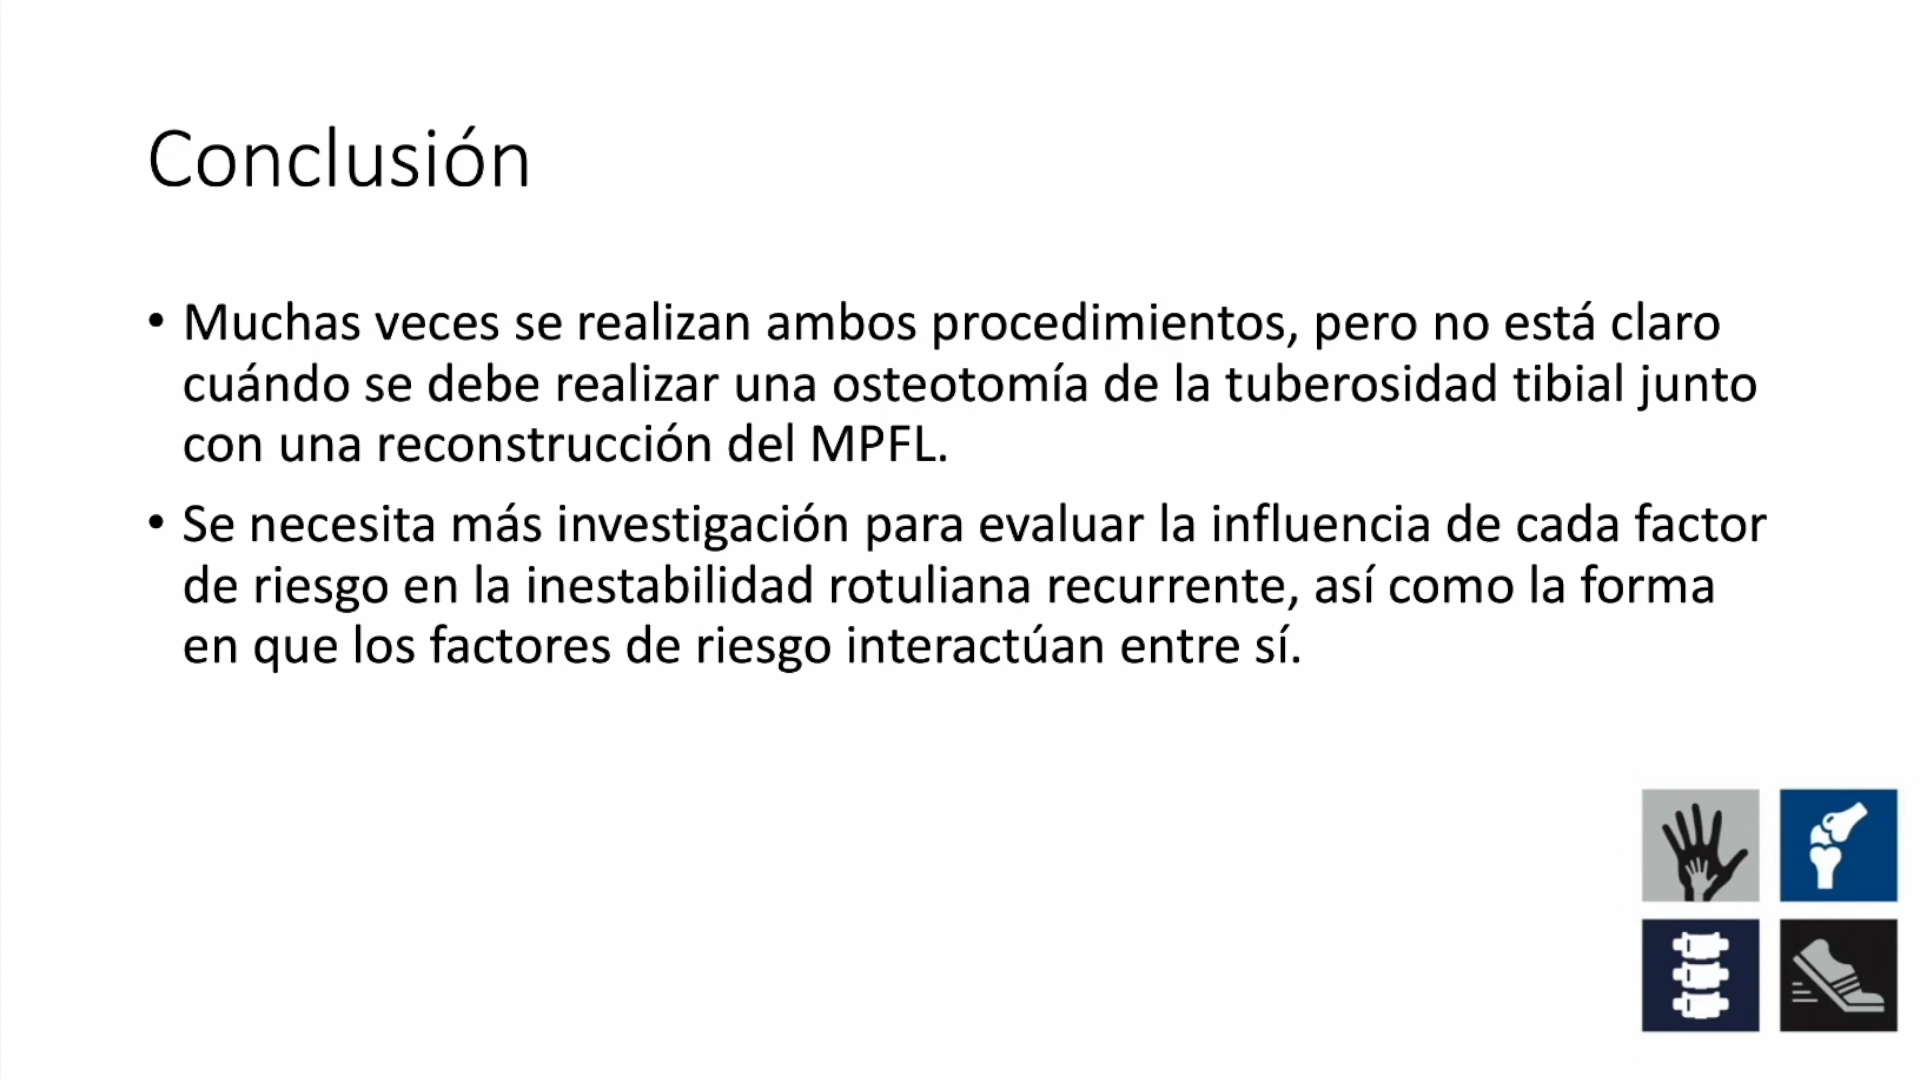 Conclusión
• Muchas veces se realizan ambos procedimientos, pero no está claro
cuándo se debe realizar una osteotomía de la tuberosidad tibial junto
con una reconstrucción del MPFL.
• Se necesita más investigación para evaluar la influencia de cada factor
de riesgo en la inestabilidad rotuliana recurrente, así como la forma
en que los factores de riesgo interactúan entre sí.